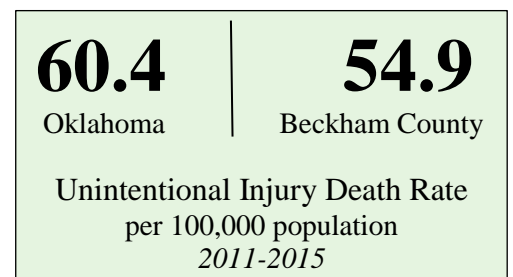 60.4 54.9
Oklahoma Beckham County
Unintentional Injury Death Rate
per 100,000 population
2011-2015